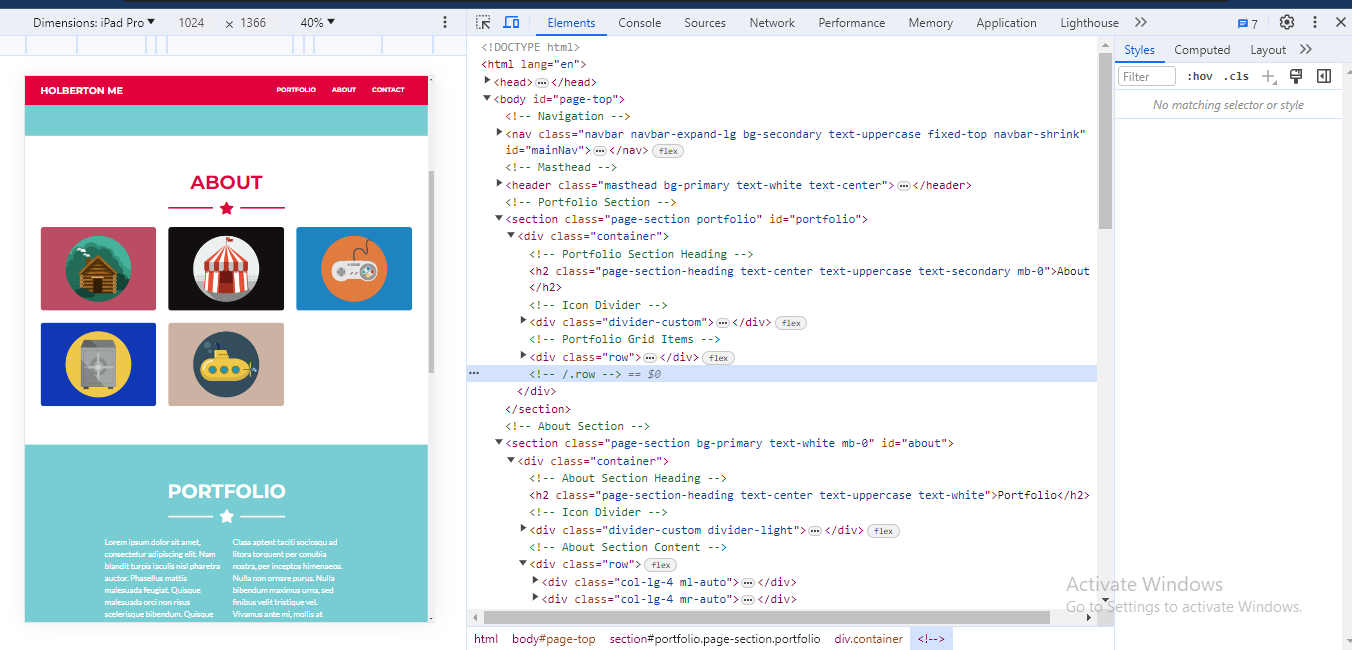 Dimensions: iPad Pro 1024 × 1366 40%
Elements Console Sources Network Performance Memory Application Lighthouse 7
HOLBERTON ME PORTFOLIO ABOUT CONTACT
ABOUT
PORTFOLIO
Lorem ipsum dolor sit amet,
consectetur adipiscing elit. Nam
blandit turpis iaculis nisl pharetra
auctor. Phasellus mattis
malesuada feugiat. Quisque
malesuada orci non risus
scelerisque bibendum. Quisque
Class aptent taciti sociosqu ad
litora torquent per conubia
nostra, per inceptos himenaeos.
Nulla non ornare purus. Nulla
bibendum maximus urna, sed
finibus velit tristique vel.
Vivamus ante mi, mollis at
<!DOCTYPE html>
<html lang="en">
<head>…</head>
<body id="page-top">
<!-- Navigation -->
<nav class="navbar navbar-expand-lg bg-secondary text-uppercase fixed-top navbar-shrink"
id="mainNav">…</nav> flex
<!-- Masthead -->
<header class="masthead bg-primary text-white text-center">…</header>
<!-- Portfolio Section -->
<section class="page-section portfolio" id="portfolio">
<div class="container">
<!-- Portfolio Section Heading -->
<h2 class="page-section-heading text-center text-uppercase text-secondary mb-0">About
</h2>
<!-- Icon Divider -->
<div class="divider-custom">…</div> flex
<!-- Portfolio Grid Items -->
<div class="row">…</div> flex
… <!-- /.row --> == $0
</div>
</section>
<!-- About Section -->
<section class="page-section bg-primary text-white mb-0" id="about">
<div class="container">
<!-- About Section Heading -->
<h2 class="page-section-heading text-center text-uppercase text-white">Portfolio</h2>
<!-- Icon Divider -->
<div class="divider-custom divider-light">…</div> flex
<!-- About Section Content -->
<div class="row"> flex
<div class="col-lg-4 ml-auto">…</div>
<div class="col-lg-4 mr-auto">…</div>
html body#page-top section#portfolio.page-section.portfolio div.container <!-->
Styles Computed Layout
Filter :hov .cls
No matching selector or style
Activate Windows
Go to Settings to activate Windows.